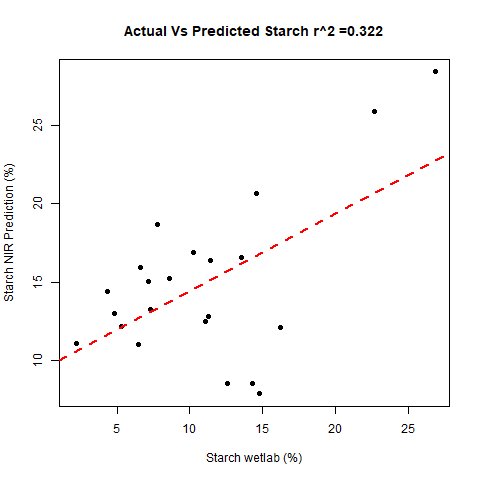 Actual Vs Predicted Starch r^2 =0.322
Starch NIR Prediction (%)
25
20
15
10
5 10 15 20 25
Starch wetlab (%)